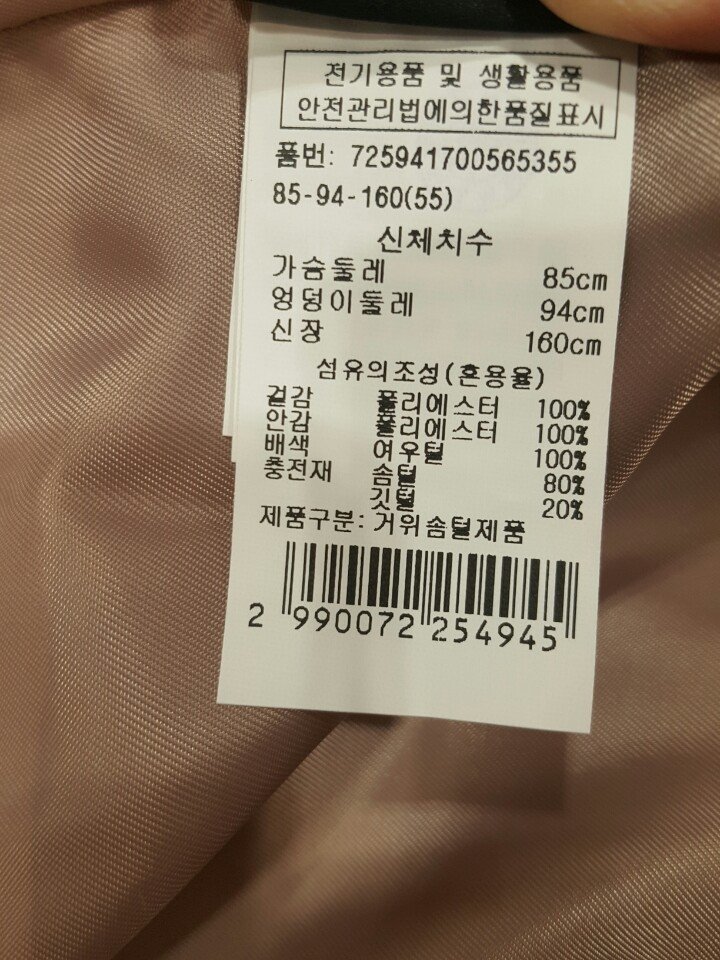 전기용품 및 생활용품
안전관리법에의한품질표시
품번: 725941700565355
85-94-160(55)
신체치수
가슴둘레 85cm
엉덩이둘레 94cm
신장 160cm
섬유의조성(혼용율)
겉감 폴리에스터 100%
안감 폴리에스터 100%
배색 여우털 100%
충전재 솜털 80%
깃털 20%
제품구분: 거위솜털제품
2 990072 254945